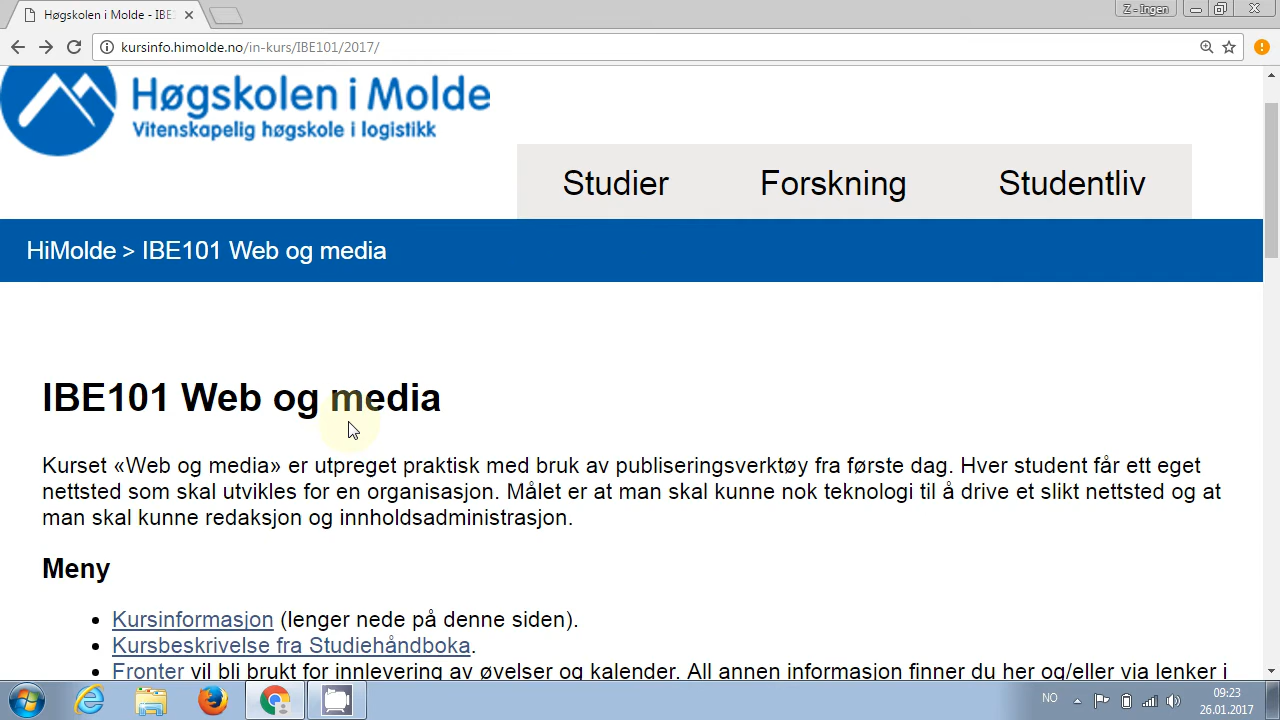 Høgskolen i Molde - IBE
Z - Ingen
kursinfo.himolde.no/in-kurs/IBE101/2017/
Høgskolen i Molde
Vitenskapelig høgskole i logistikk
Studier Forskning Studentliv
HiMolde > IBE101 Web og media
IBE101 Web og media
Kurset «Web og media» er utpreget praktisk med bruk av publiseringsverktøy fra første dag. Hver student får ett eget
nettsted som skal utvikles for en organisasjon. Målet er at man skal kunne nok teknologi til å drive et slikt nettsted og at
man skal kunne redaksjon og innholdsadministrasjon.
Meny
• Kursinformasjon (lenger nede på denne siden).
• Kursbeskrivelse fra Studiehåndboka.
• Fronter vil bli brukt for innlevering av øvelser og kalender. All annen informasjon finner du her og/eller via lenker i
NO
09:23
26.01.2017